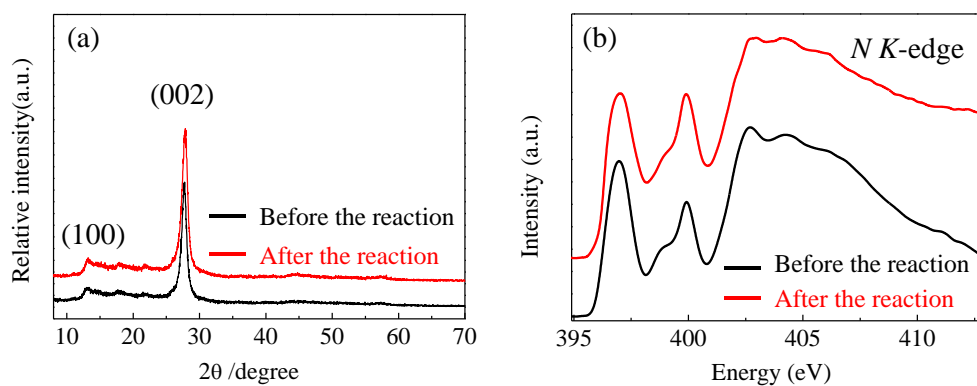 (a)
(002)
(100)
Before the reaction
After the reaction
Relative intensity(a.u.)
10 20 30 40 50 60 70
2θ /degree
(b)
N K-edge
Before the reaction
After the reaction
Intensity (a.u.)
395 400 405 410
Energy (eV)